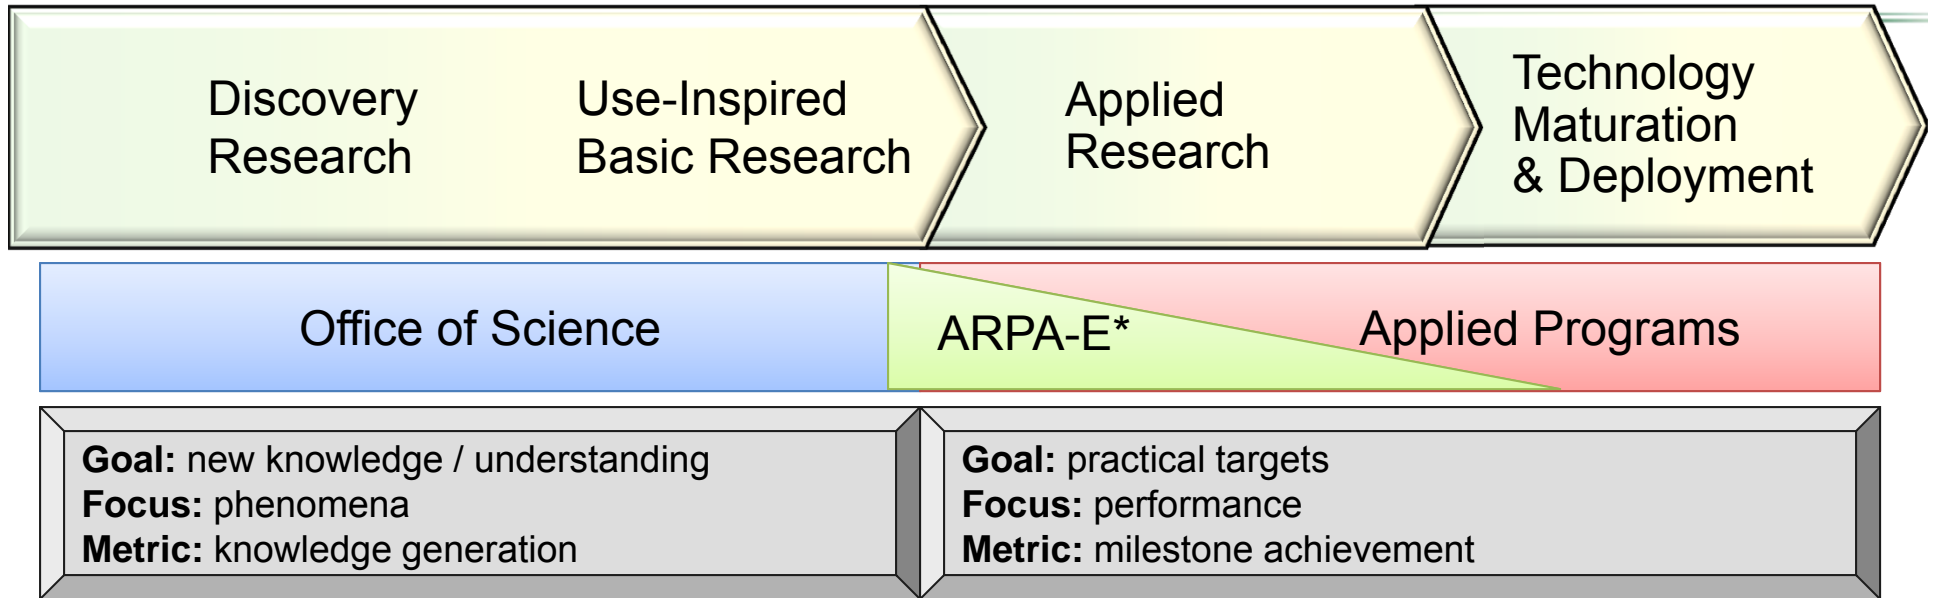 Discovery
Research
Use-Inspired
Basic Research
Applied
Research
Technology
Maturation
& Deployment
Office of Science
ARPA-E*
Applied Programs
Goal: new knowledge / understanding
Focus: phenomena
Metric: knowledge generation
Goal: practical targets
Focus: performance
Metric: milestone achievement